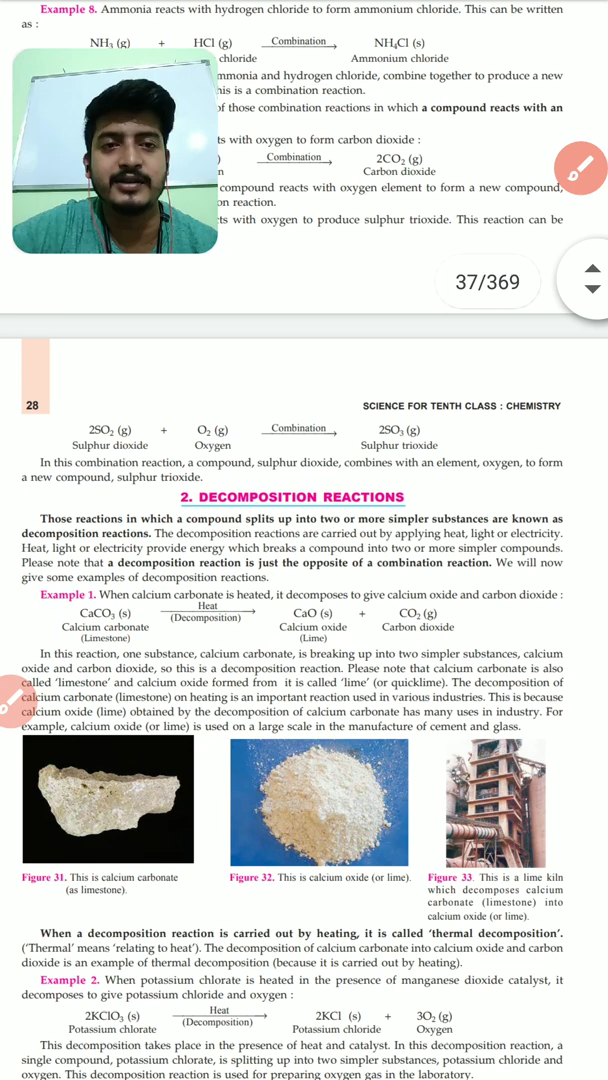 Example 8. Ammonia reacts with hydrogen chloride to form ammonium chloride. This can be written
as :
NH₃ (g) + HCl (g) Combination NH₄Cl (s)
chloride Ammonium chloride
mmonia and hydrogen chloride, combine together to produce a new
his is a combination reaction.
of those combination reactions in which a compound reacts with an
ts with oxygen to form carbon dioxide :
) Combination 2CO₂ (g)
n Carbon dioxide
compound reacts with oxygen element to form a new compound,
on reaction.
ts with oxygen to produce sulphur trioxide. This reaction can be
37/369
28 SCIENCE FOR TENTH CLASS : CHEMISTRY
2SO₂ (g) + O₂ (g) Combination 2SO₃ (g)
Sulphur dioxide Oxygen Sulphur trioxide
In this combination reaction, a compound, sulphur dioxide, combines with an element, oxygen, to form
a new compound, sulphur trioxide.
2. DECOMPOSITION REACTIONS
Those reactions in which a compound splits up into two or more simpler substances are known as
decomposition reactions. The decomposition reactions are carried out by applying heat, light or electricity.
Heat, light or electricity provide energy which breaks a compound into two or more simpler compounds.
Please note that a decomposition reaction is just the opposite of a combination reaction. We will now
give some examples of decomposition reactions.
Example 1. When calcium carbonate is heated, it decomposes to give calcium oxide and carbon dioxide :
CaCO₃ (s) Heat (Decomposition) CaO (s) + CO₂ (g)
Calcium carbonate Calcium oxide Carbon dioxide
(Limestone) (Lime)
In this reaction, one substance, calcium carbonate, is breaking up into two simpler substances, calcium
oxide and carbon dioxide, so this is a decomposition reaction. Please note that calcium carbonate is also
called 'limestone' and calcium oxide formed from it is called 'lime' (or quicklime). The decomposition of
calcium carbonate (limestone) on heating is an important reaction used in various industries. This is because
calcium oxide (lime) obtained by the decomposition of calcium carbonate has many uses in industry. For
example, calcium oxide (or lime) is used on a large scale in the manufacture of cement and glass.
Figure 31. This is calcium carbonate
(as limestone).
Figure 32. This is calcium oxide (or lime).
Figure 33. This is a lime kiln
which decomposes calcium
carbonate (limestone) into
calcium oxide (or lime).
When a decomposition reaction is carried out by heating, it is called 'thermal decomposition'.
('Thermal' means 'relating to heat'). The decomposition of calcium carbonate into calcium oxide and carbon
dioxide is an example of thermal decomposition (because it is carried out by heating).
Example 2. When potassium chlorate is heated in the presence of manganese dioxide catalyst, it
decomposes to give potassium chloride and oxygen :
2KClO₃ (s) Heat (Decomposition) 2KCl (s) + 3O₂ (g)
Potassium chlorate Potassium chloride Oxygen
This decomposition takes place in the presence of heat and catalyst. In this decomposition reaction, a
single compound, potassium chlorate, is splitting up into two simpler substances, potassium chloride and
oxygen. This decomposition reaction is used for preparing oxygen gas in the laboratory.